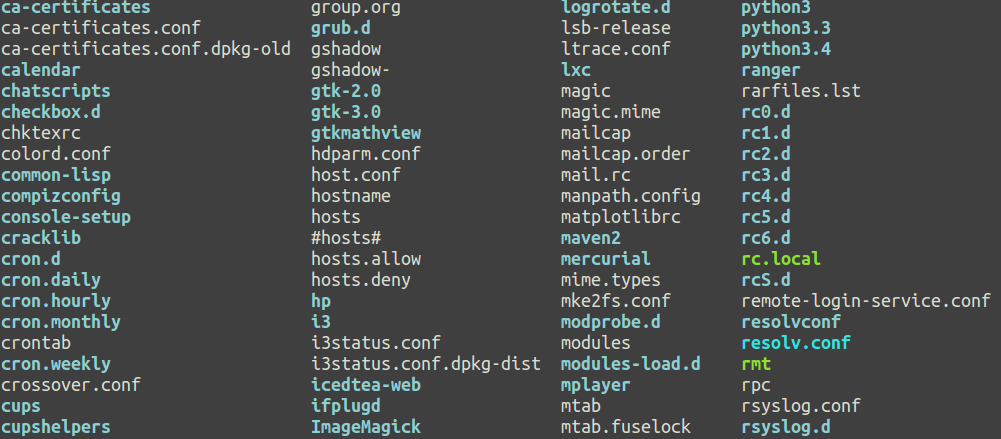 ca-certificates group.org logrotate.d python3
ca-certificates.conf grub.d lsb-release python3.3
ca-certificates.conf.dpkg-old gshadow ltrace.conf python3.4
calendar gshadow- lxc ranger
chatscripts gtk-2.0 magic rarfiles.lst
checkbox.d gtk-3.0 magic.mime rc0.d
chktexrc gtkmathview mailcap rc1.d
colord.conf hdparm.conf mailcap.order rc2.d
common-lisp host.conf mail.rc rc3.d
compizconfig hostname manpath.config rc4.d
console-setup hosts matplotlibrc rc5.d
cracklib #hosts# maven2 rc6.d
cron.d hosts.allow mercurial rc.local
cron.daily hosts.deny mime.types rcS.d
cron.hourly hp mke2fs.conf remote-login-service.conf
cron.monthly i3 modprobe.d resolvconf
crontab i3status.conf modules resolv.conf
cron.weekly i3status.conf.dpkg-dist modules-load.d rmt
crossover.conf icedtea-web mplayer rpc
cups ifplugd mtab rsyslog.conf
cupshelpers ImageMagick mtab.fuselock rsyslog.d